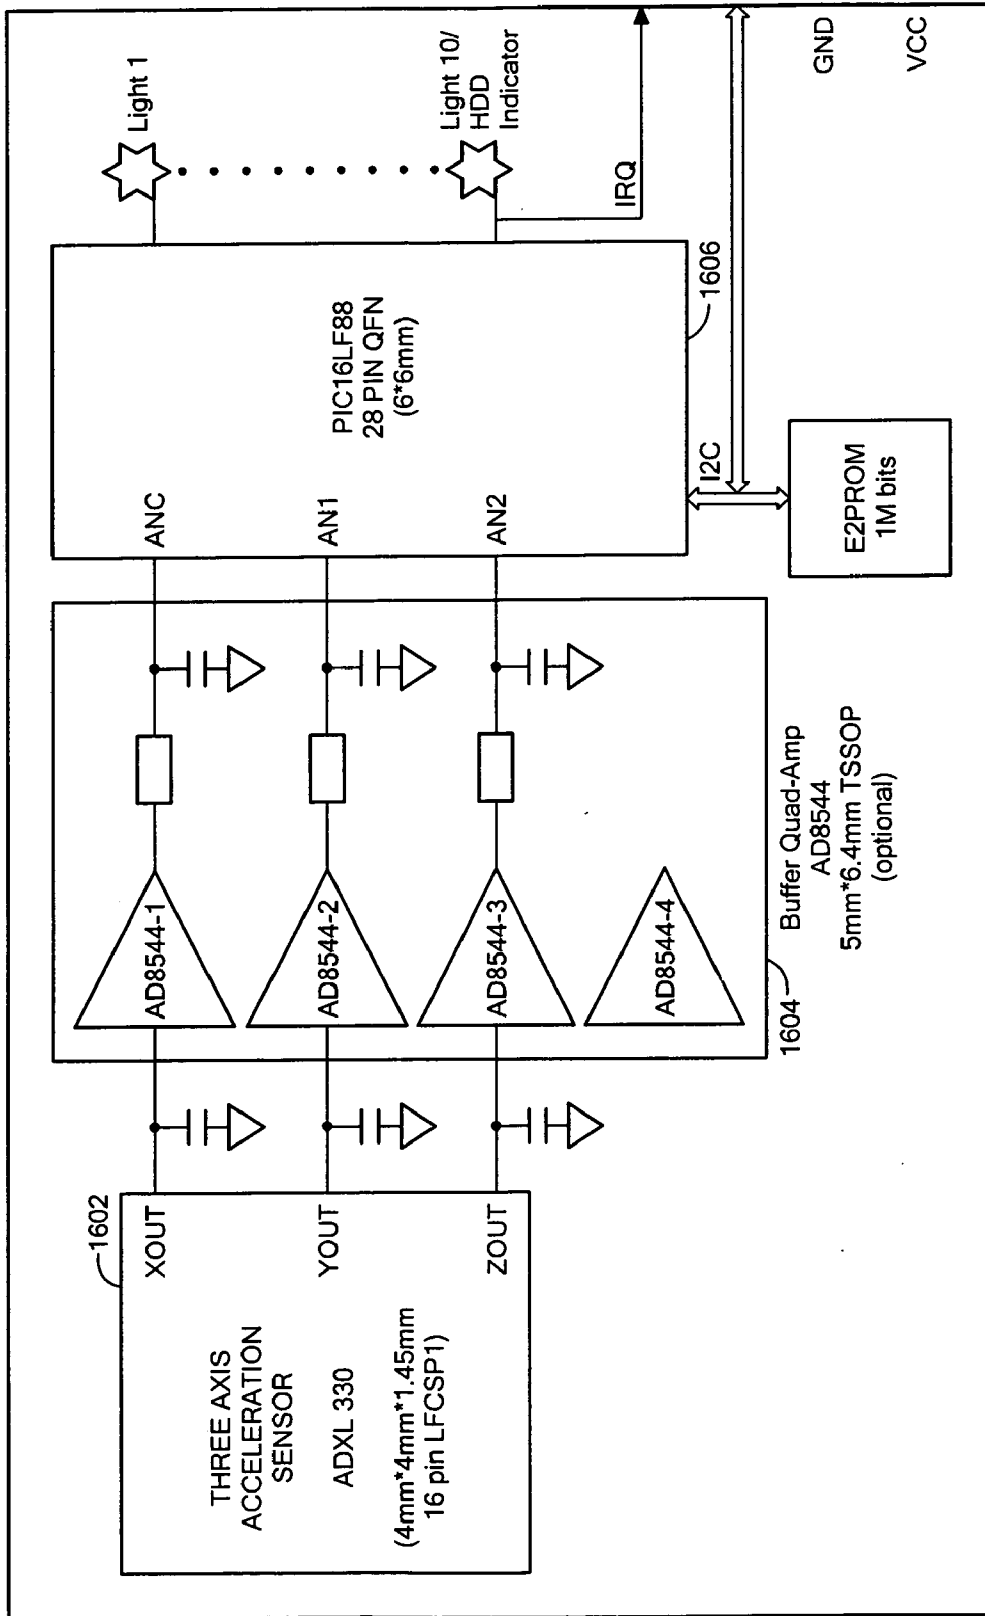 1602
THREE AXIS
ACCELERATION
SENSOR
ADXL 330
(4mm*4mm*1.45mm
16 pin LFCSP1)
XOUT
YOUT
ZOUT
AD8544-1
AD8544-2
AD8544-3
AD8544-4
1604
Buffer Quad-Amp
AD8544
5mm*6.4mm TSSOP
(optional)
ANC
AN1
AN2
PIC16LF88
28 PIN QFN
(6*6mm)
1606
I2C
E2PROM
1M bits
Light 1
Light 10/
HDD
Indicator
IRQ
GND
VCC